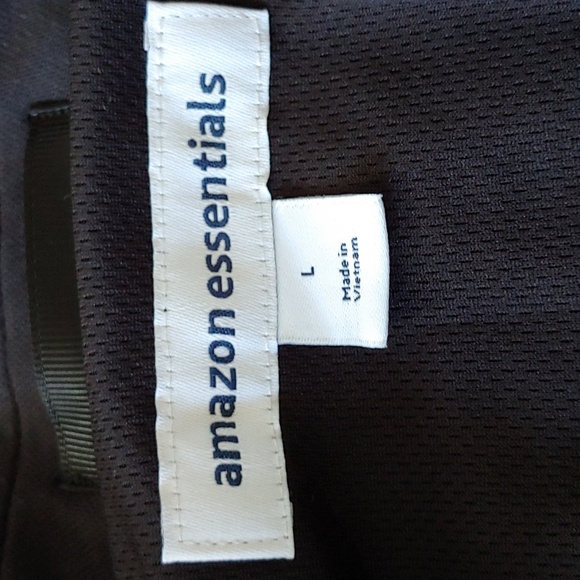 amazon essentials
L
Made in
Vietnam